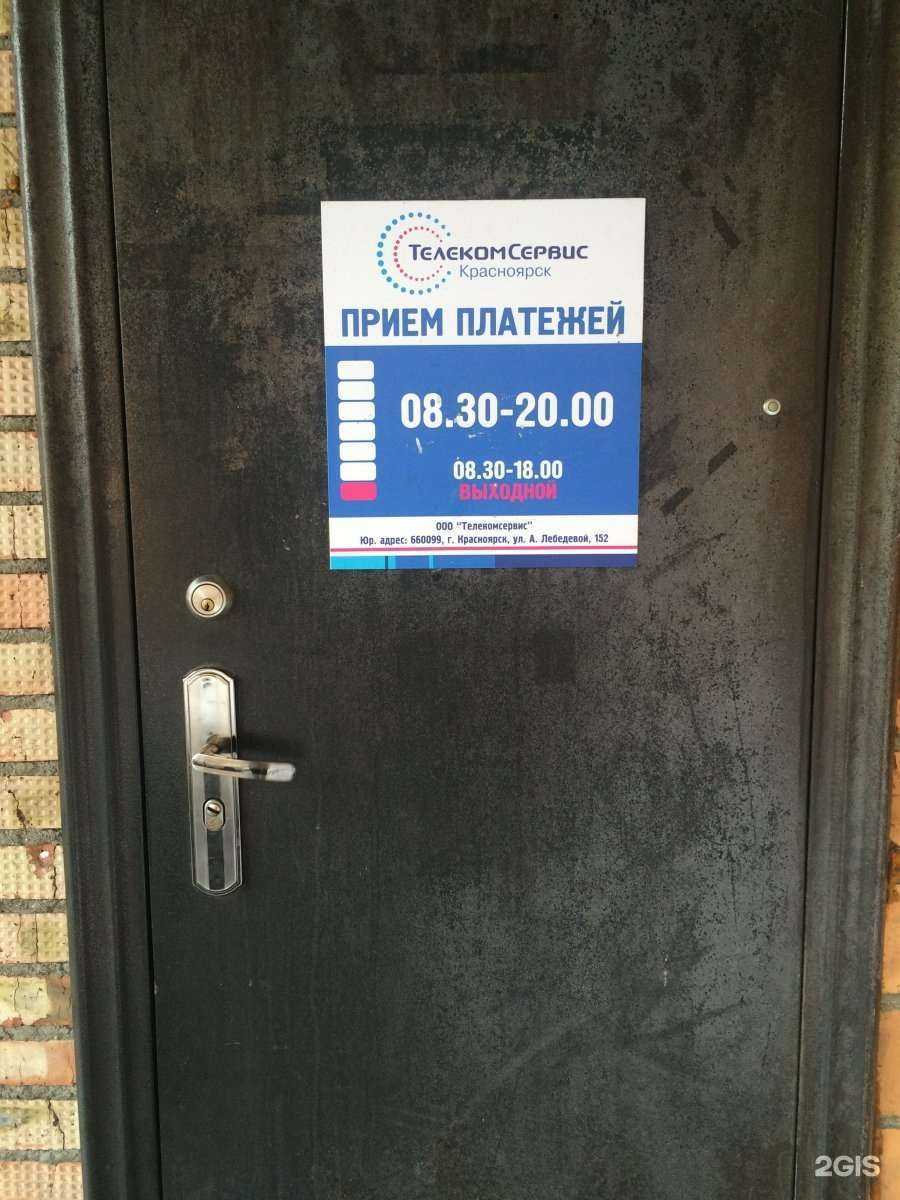 ТЕЛЕКОМСЕРВИС
Красноярск
ПРИЕМ ПЛАТЕЖЕЙ
08.30-20.00
08.30-18.00
ВЫХОДНОЙ
ООО "Телекомсервис"
Юр. адрес: 660099, г. Красноярск, ул. А. Лебедевой, 152
2GIS